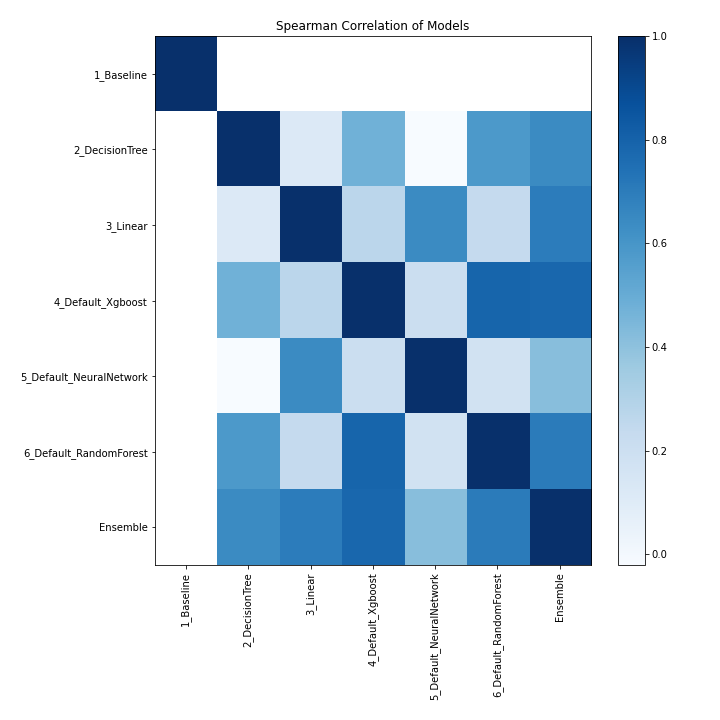 Spearman Correlation of Models
1_Baseline
2_DecisionTree
3_Linear
4_Default_Xgboost
5_Default_NeuralNetwork
6_Default_RandomForest
Ensemble
1_Baseline
2_DecisionTree
3_Linear
4_Default_Xgboost
5_Default_NeuralNetwork
6_Default_RandomForest
Ensemble
1.0
0.8
0.6
0.4
0.2
0.0